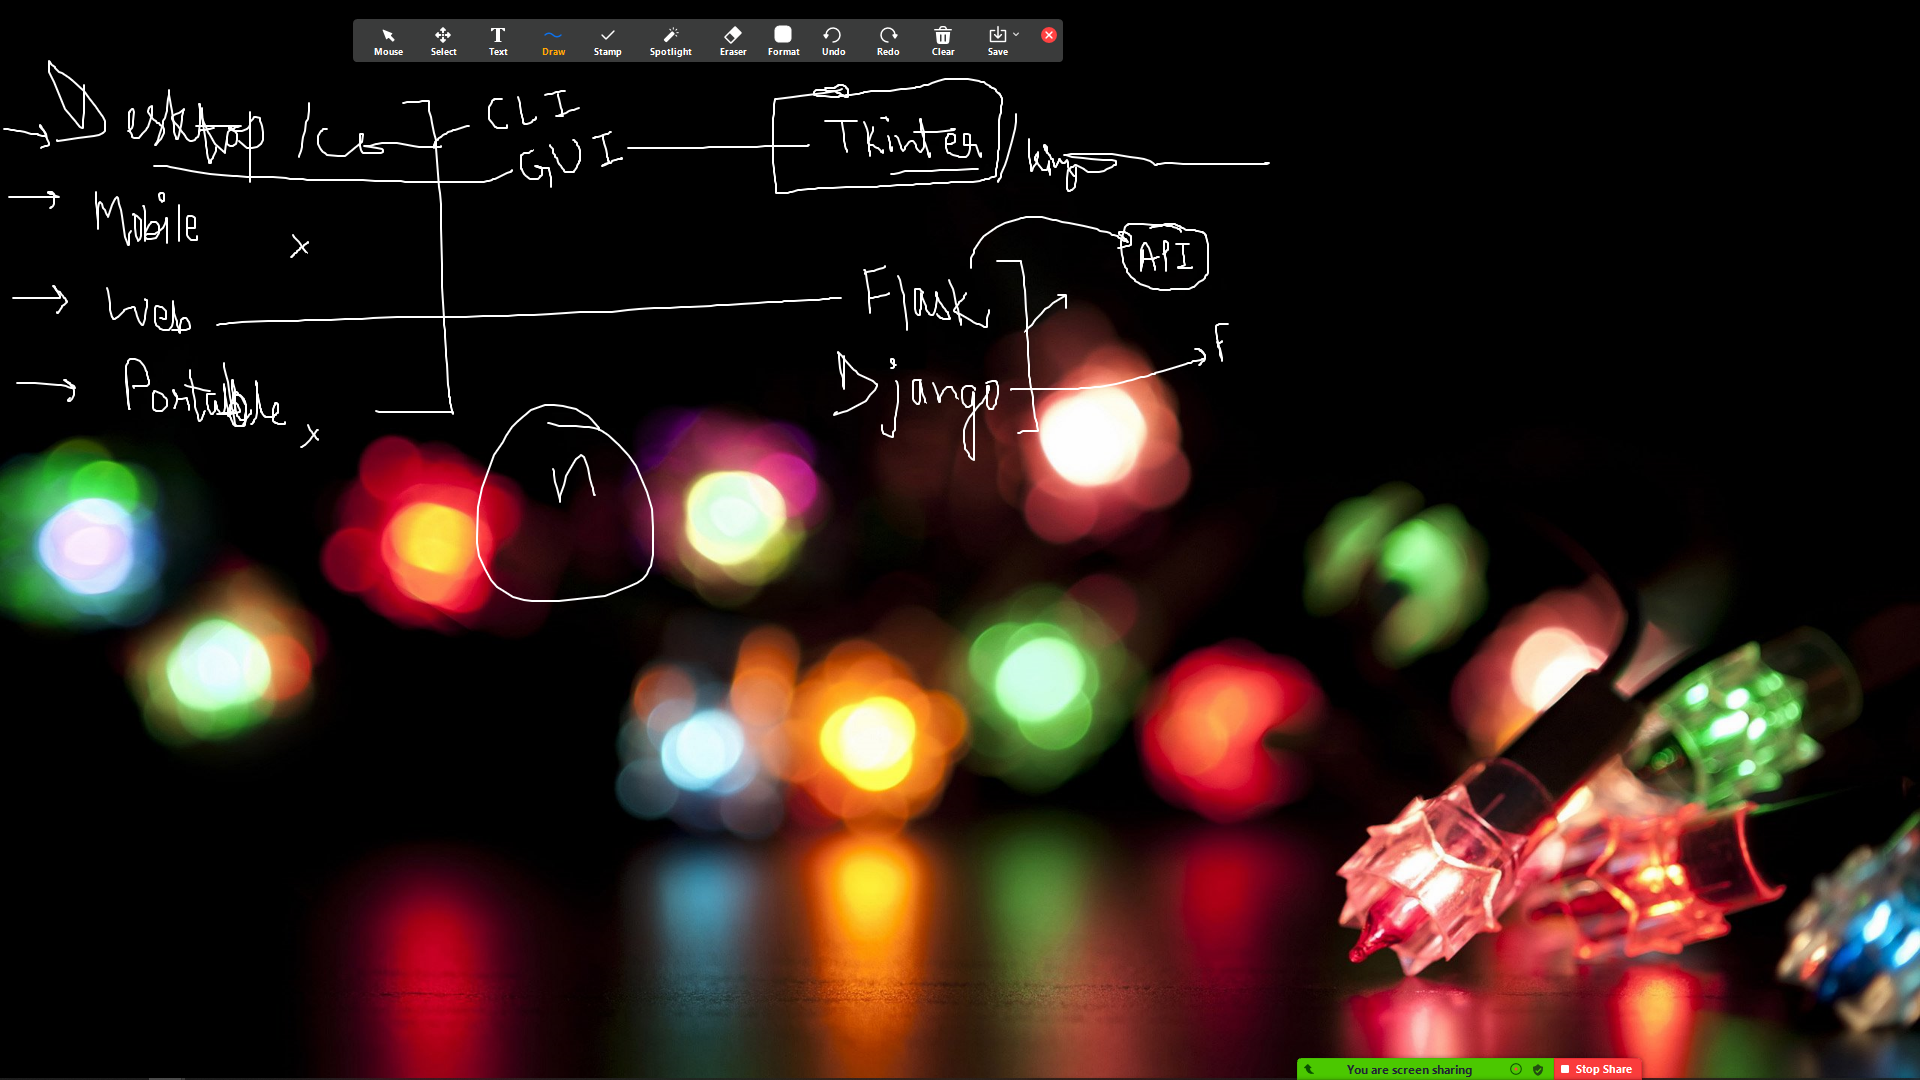 Mouse Select Text Draw Stamp Spotlight Eraser Format Undo Redo Clear Save
Desktop / CLI
GUI Tkinter /
Mobile x
API
Web Flask
F
Django
Portable x
n
You are screen sharing Stop Share